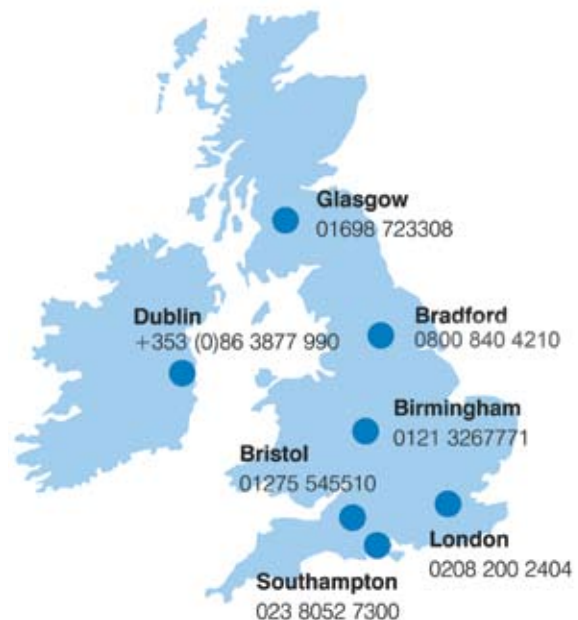 Glasgow
01698 723308
Dublin
+353 (0)86 3877 990
Bradford
0800 840 4210
Birmingham
0121 3267771
Bristol
01275 545510
London
0208 200 2404
Southampton
023 8052 7300